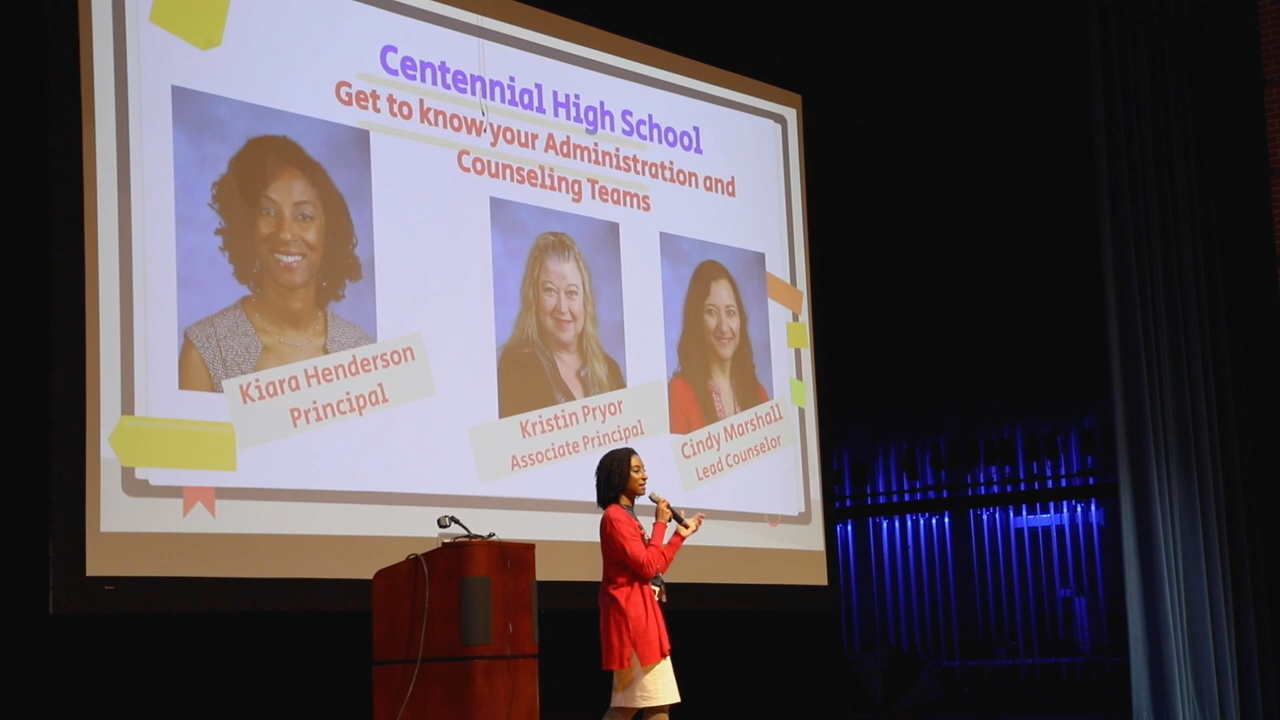 Centennial High School
Get to know your Administration and
Counseling Teams
Kiara Henderson
Principal
Kristin Pryor
Associate Principal
Cindy Marshall
Lead Counselor